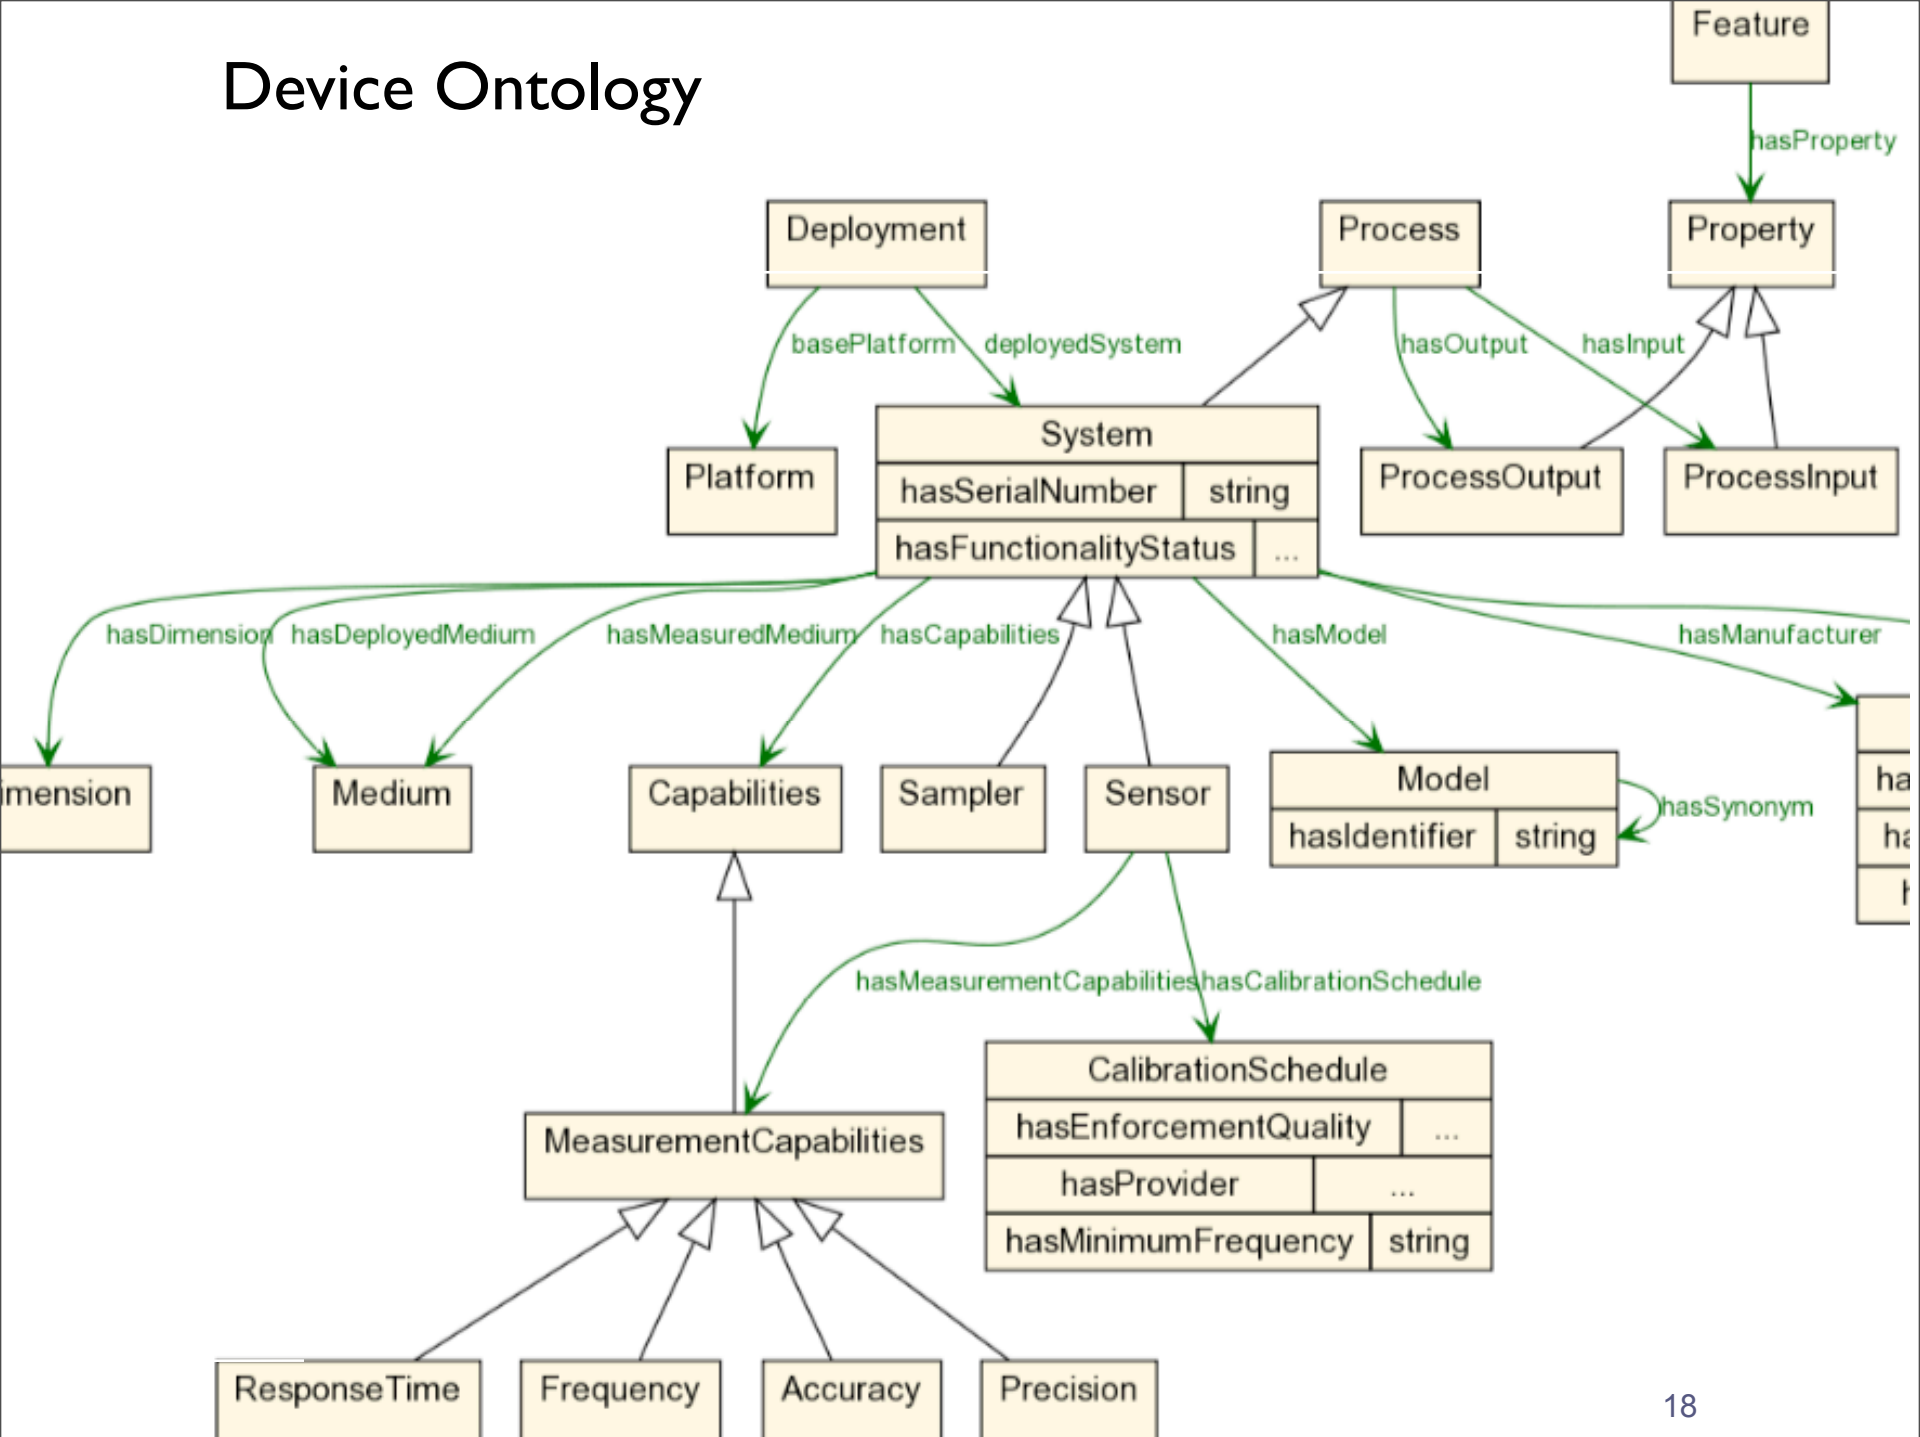 Feature
Device Ontology
hasProperty
Deployment
Process
Property
basePlatform
deployedSystem
hasOutput
hasInput
System
Platform
hasSerialNumber string
ProcessOutput
ProcessInput
hasFunctionalityStatus ...
hasDimension
hasDeployedMedium
hasMeasuredMedium
hasCapabilities
hasModel
hasManufacturer
imension
Medium
Capabilities
Sampler
Sensor
Model
ha
hasSynonym
hasIdentifier string
ha
hasMeasurementCapabilities
hasCalibrationSchedule
CalibrationSchedule
hasEnforcementQuality ...
MeasurementCapabilities
hasProvider ...
hasMinimumFrequency string
ResponseTime
Frequency
Accuracy
Precision
18